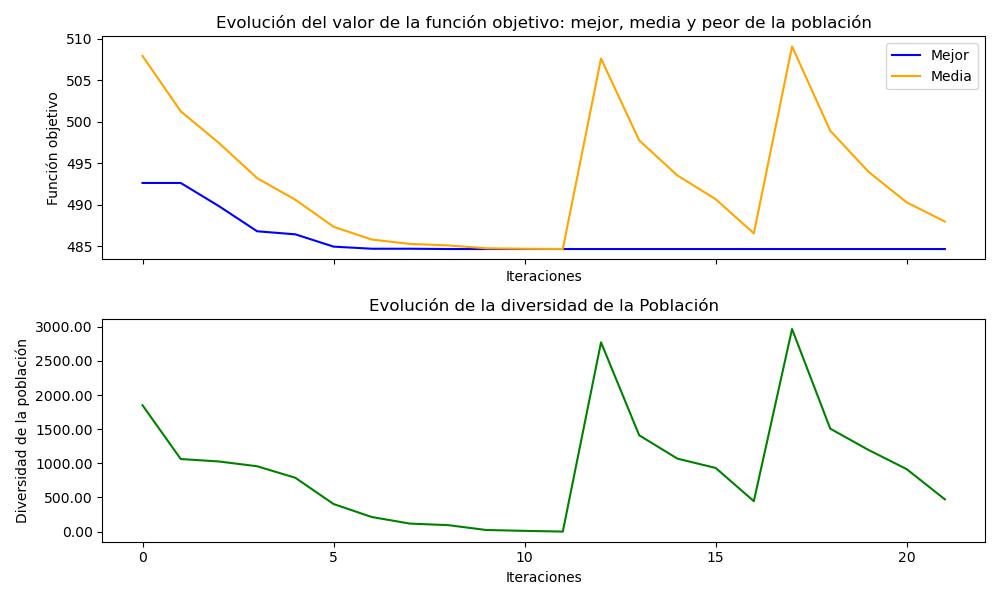 Evolución del valor de la función objetivo: mejor, media y peor de la población
510
505
500
495
490
485
Función objetivo
Mejor
Media
Iteraciones
Evolución de la diversidad de la Población
3000.00
2500.00
2000.00
1500.00
1000.00
500.00
0.00
Diversidad de la población
0 5 10 15 20
Iteraciones